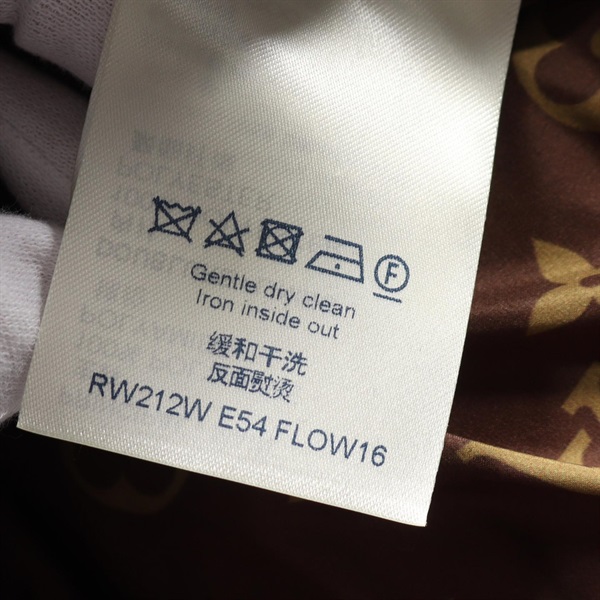 F
Gentle dry clean
Iron inside out
缓和干洗
反面熨烫
RW212W E54 FLOW16